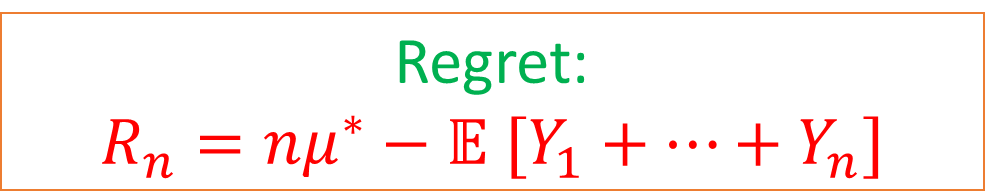 Regret:
𝑅ₙ = 𝑛𝜇* − 𝔼 [𝑌₁ + ⋯ + 𝑌ₙ]